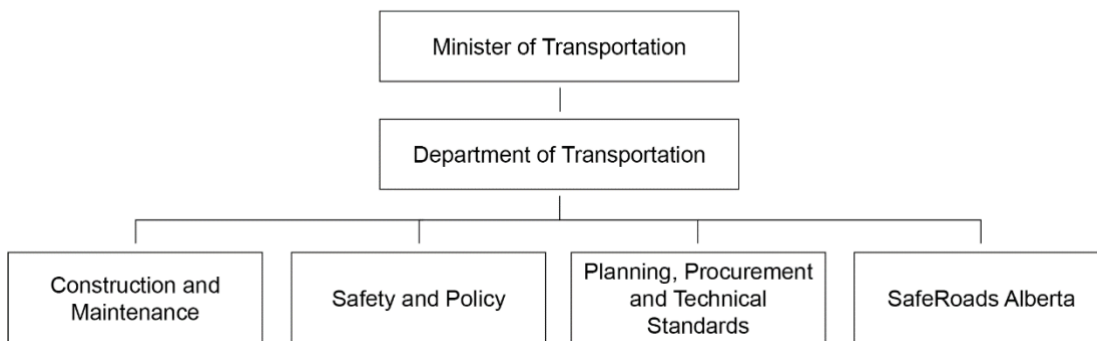 Minister of Transportation
Department of Transportation
Construction and
Maintenance
Safety and Policy
Planning, Procurement
and Technical
Standards
SafeRoads Alberta